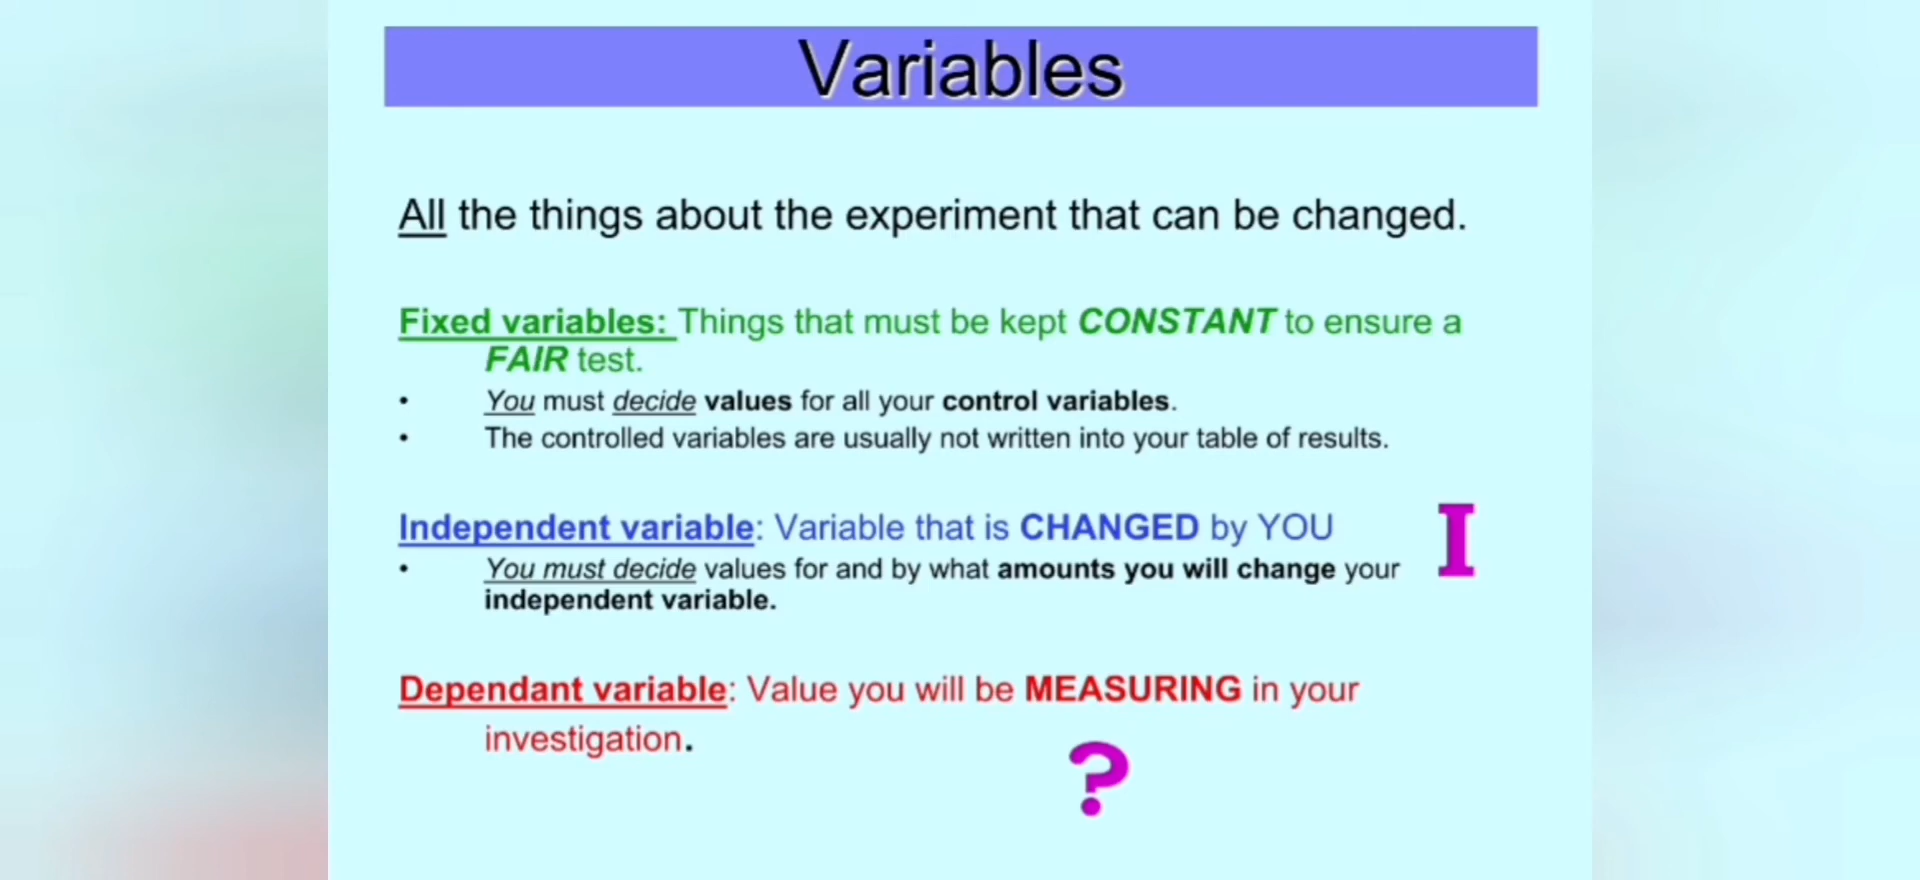 Variables
All the things about the experiment that can be changed.
Fixed variables: Things that must be kept CONSTANT to ensure a
FAIR test.
• You must decide values for all your control variables.
• The controlled variables are usually not written into your table of results.
Independent variable: Variable that is CHANGED by YOU
I
• You must decide values for and by what amounts you will change your
independent variable.
Dependant variable: Value you will be MEASURING in your
investigation.
?